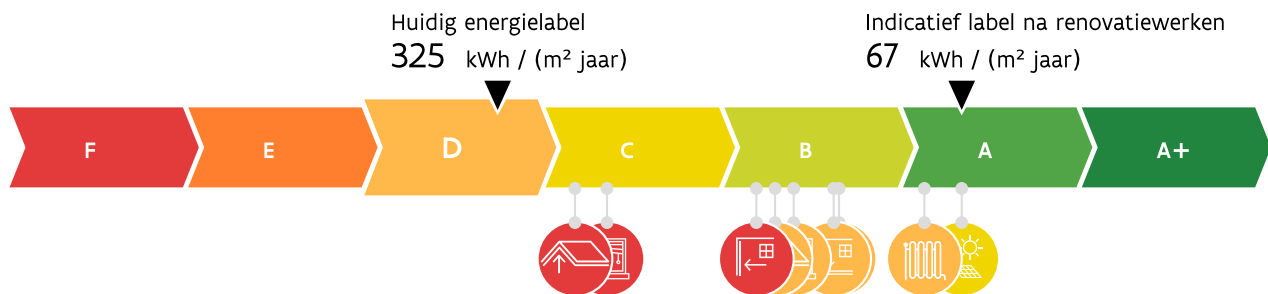 Huidig energielabel
325 kWh / (m² jaar)
Indicatief label na renovatiewerken
67 kWh / (m² jaar)
F E D C B A A+